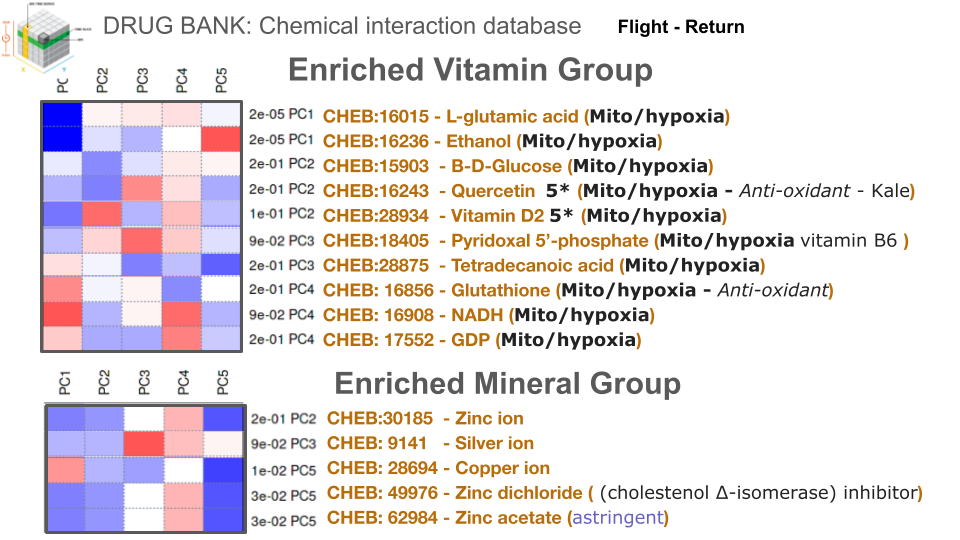 DRUG BANK: Chemical interaction database
Flight - Return
Enriched Vitamin Group
PC PC2 PC3 PC4 PC5
2e-05 PC1 CHEB:16015 - L-glutamic acid (Mito/hypoxia)
2e-05 PC1 CHEB:16236 - Ethanol (Mito/hypoxia)
2e-01 PC2 CHEB:15903 - B-D-Glucose (Mito/hypoxia)
2e-01 PC2 CHEB:16243 - Quercetin 5* (Mito/hypoxia - Anti-oxidant - Kale)
1e-01 PC2 CHEB:28934 - Vitamin D2 5* (Mito/hypoxia)
9e-02 PC3 CHEB:18405 - Pyridoxal 5’-phosphate (Mito/hypoxia vitamin B6 )
2e-01 PC3 CHEB:28875 - Tetradecanoic acid (Mito/hypoxia)
2e-01 PC4 CHEB: 16856 - Glutathione (Mito/hypoxia - Anti-oxidant)
9e-02 PC4 CHEB: 16908 - NADH (Mito/hypoxia)
2e-01 PC4 CHEB: 17552 - GDP (Mito/hypoxia)
Enriched Mineral Group
PC1 PC2 PC3 PC4 PC5
2e-01 PC2 CHEB:30185 - Zinc ion
9e-02 PC3 CHEB: 9141 - Silver ion
1e-02 PC5 CHEB: 28694 - Copper ion
3e-02 PC5 CHEB: 49976 - Zinc dichloride ( (cholestenol Δ-isomerase) inhibitor)
3e-02 PC5 CHEB: 62984 - Zinc acetate (astringent)